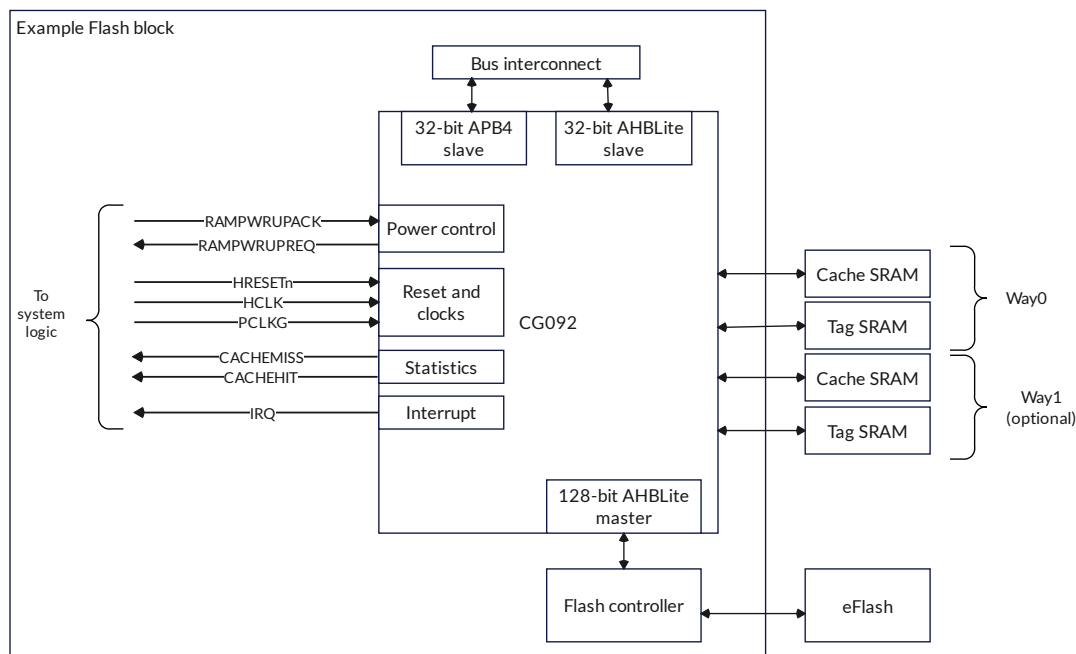 Example Flash block
Bus interconnect
32-bit APB4
slave
32-bit AHBLite
slave
RAMPWRUPACK
RAMPWRUPREQ
Power control
HRESETn
HCLK
PCLKG
Reset and
clocks
To
system
logic
CG092
CACHEMISS
CACHEHIT
Statistics
IRQ
Interrupt
Cache SRAM
Tag SRAM
Way0
Cache SRAM
Tag SRAM
Way1
(optional)
128-bit AHBLite
master
Flash controller
eFlash